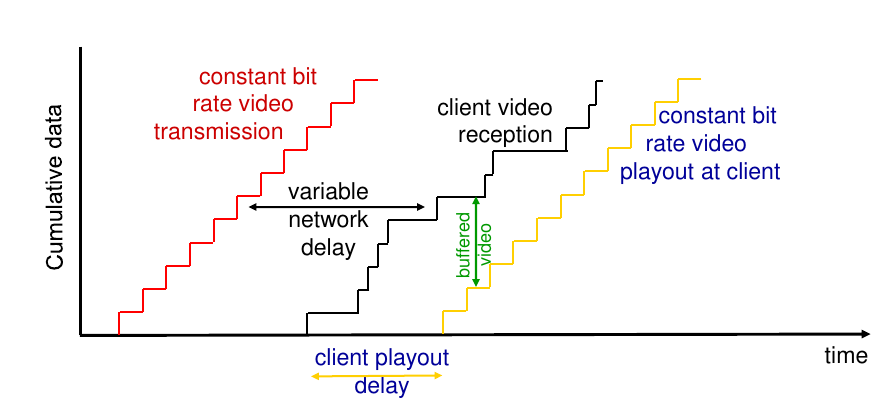 constant bit
rate video
transmission
client video
reception
constant bit
rate video
playout at client
Cumulative data
variable
network
delay
buffered
video
time
client playout
delay